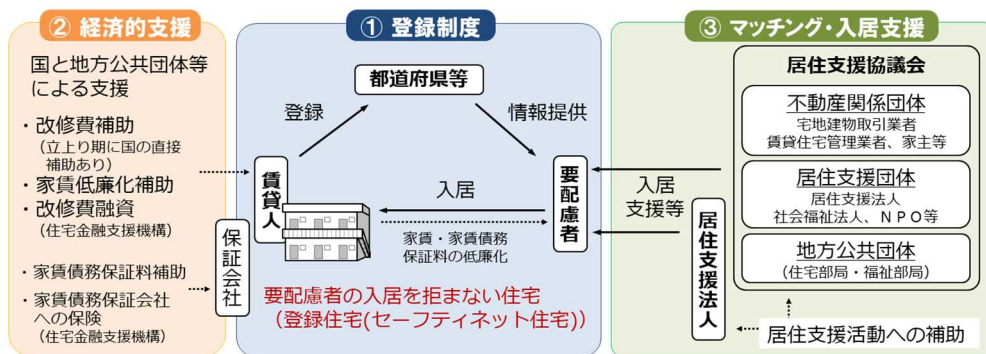 ② 経済的支援
国と地方公共団体等
による支援
・改修費補助
(立上り期に国の直接
補助あり)
・家賃低廉化補助
・改修費融資
(住宅金融支援機構)
・家賃債務保証料補助
・家賃債務保証会社
への保険
(住宅金融支援機構)
保証会社
① 登録制度
都道府県等
登録
情報提供
賃貸人
要配慮者
入居
家賃・家賃債務
保証料の低廉化
要配慮者の入居を拒まない住宅
（登録住宅(セーフティネット住宅)）
③ マッチング・入居支援
居住支援協議会
不動産関係団体
宅地建物取引業者
賃貸住宅管理業者、家主等
居住支援団体
居住支援法人
社会福祉法人、ＮＰＯ等
地方公共団体
(住宅部局・福祉部局)
入居
支援等
居住支援法人
居住支援活動への補助